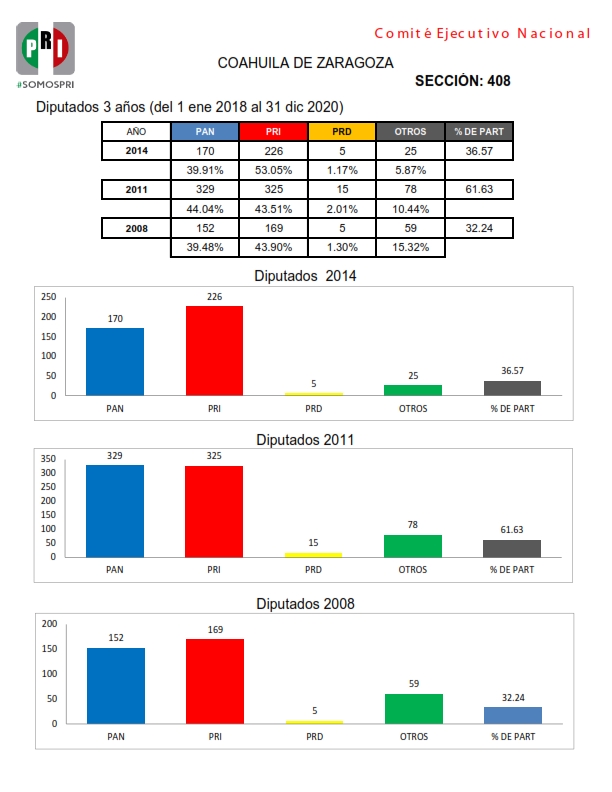 Comité Ejecutivo Nacional
PRI
#SOMOSPRI
COAHUILA DE ZARAGOZA
SECCIÓN: 408
Diputados 3 años (del 1 ene 2018 al 31 dic 2020)
AÑO PAN PRI PRD OTROS % DE PART
2014 170 226 5 25 36.57
39.91% 53.05% 1.17% 5.87%
2011 329 325 15 78 61.63
44.04% 43.51% 2.01% 10.44%
2008 152 169 5 59 32.24
39.48% 43.90% 1.30% 15.32%
Diputados 2014
250
200
150
100
50
0
170 226 5 25 36.57
PAN PRI PRD OTROS % DE PART
Diputados 2011
350
300
250
200
150
100
50
0
329 325 15 78 61.63
PAN PRI PRD OTROS % DE PART
Diputados 2008
200
150
100
50
0
152 169 5 59 32.24
PAN PRI PRD OTROS % DE PART